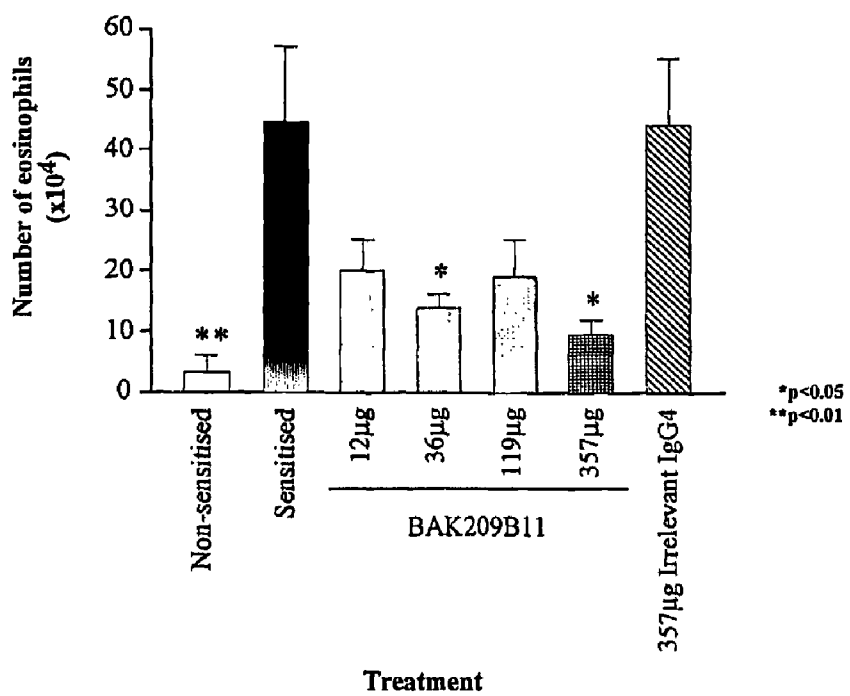 Number of eosinophils
(x10⁴)
60
50
40
30
20
10
0
**
*
*
Non-sensitised
Sensitised
12µg
36µg
119µg
357µg
357µg Irrelevant IgG4
BAK209B11
*p<0.05
**p<0.01
Treatment